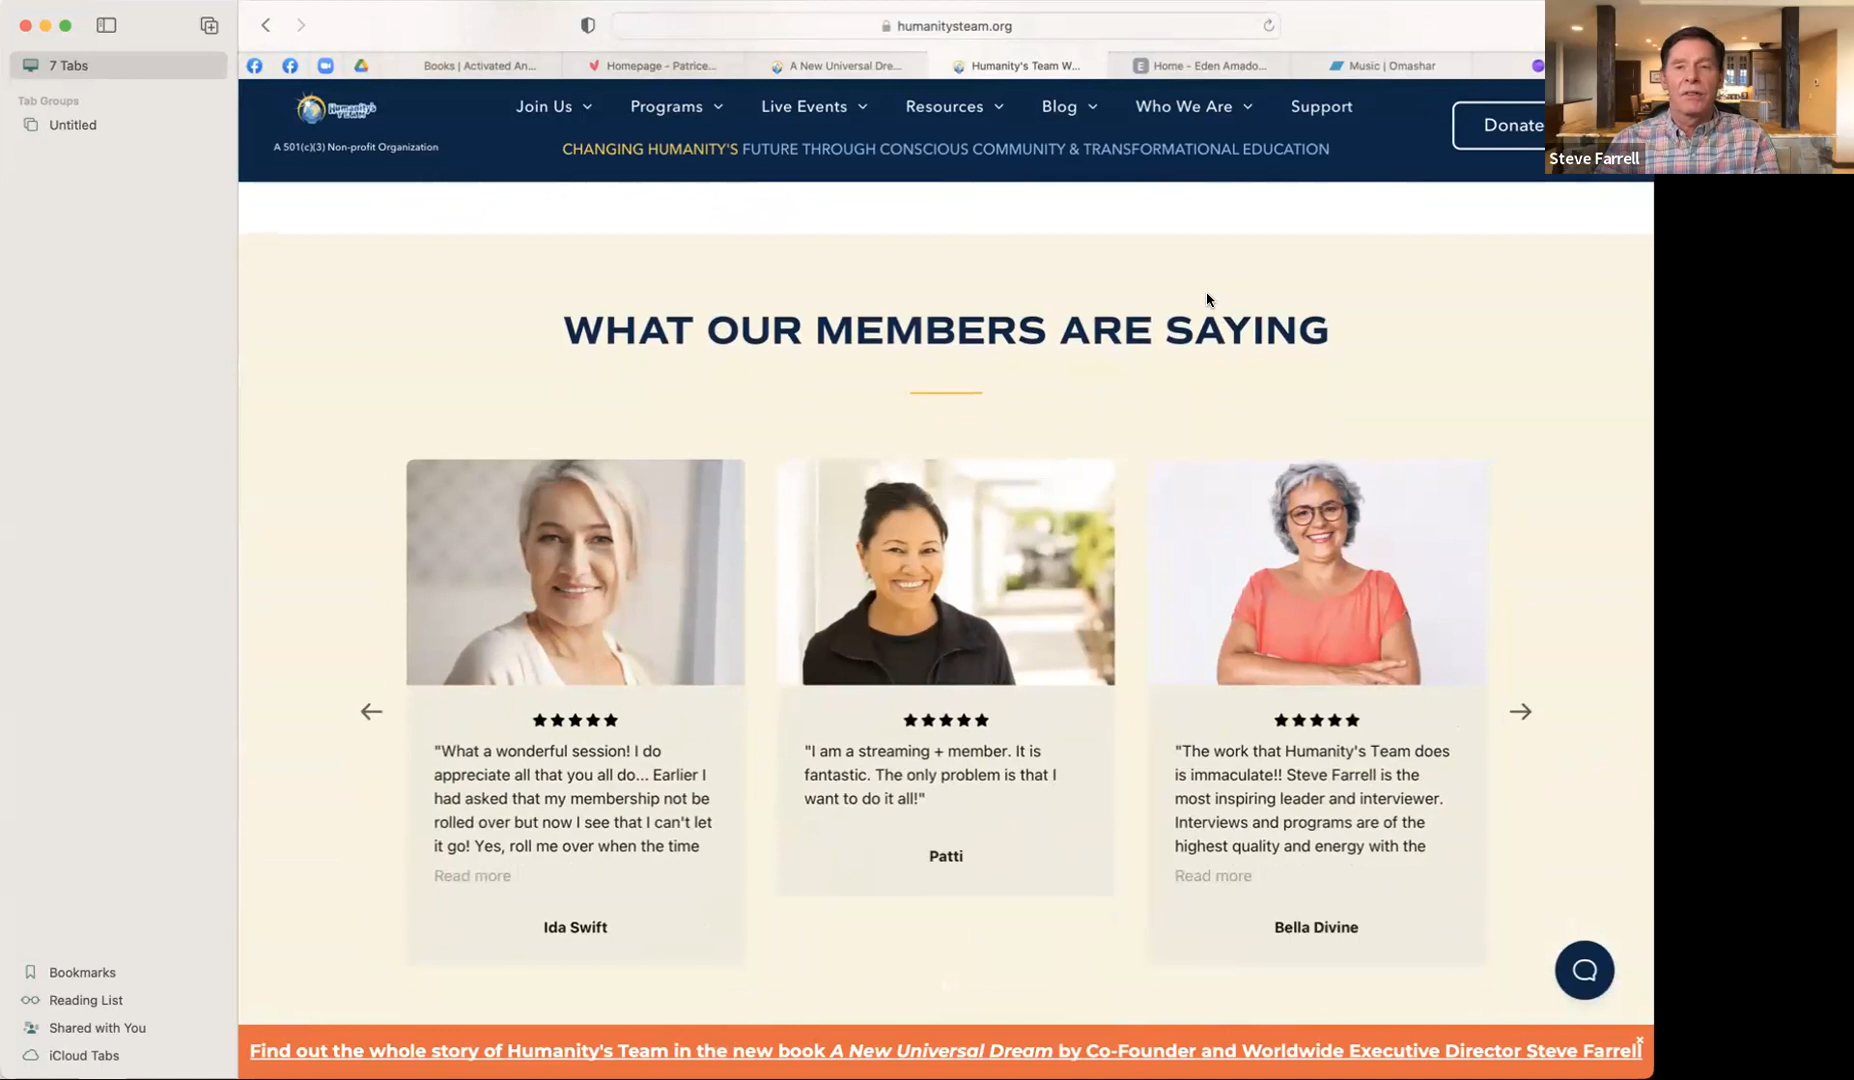 7 Tabs
Tab Groups
Untitled
Bookmarks
Reading List
Shared with You
iCloud Tabs
humanitysteam.org
Books | Activated An...
Homepage - Patrice...
A New Universal Dre...
Humanity's Team W...
E
Home - Eden Amado...
Music | Omashar
Humanity's
TEAM
A 501(c)(3) Non-profit Organization
Join Us
Programs
Live Events
Resources
Blog
Who We Are
Support
Donate
CHANGING HUMANITY'S FUTURE THROUGH CONSCIOUS COMMUNITY & TRANSFORMATIONAL EDUCATION
Steve Farrell
WHAT OUR MEMBERS ARE SAYING
"What a wonderful session! I do
appreciate all that you all do... Earlier I
had asked that my membership not be
rolled over but now I see that I can't let
it go! Yes, roll me over when the time
Read more
Ida Swift
"I am a streaming + member. It is
fantastic. The only problem is that I
want to do it all!"
Patti
"The work that Humanity's Team does
is immaculate!! Steve Farrell is the
most inspiring leader and interviewer.
Interviews and programs are of the
highest quality and energy with the
Read more
Bella Divine
Find out the whole story of Humanity's Team in the new book A New Universal Dream by Co-Founder and Worldwide Executive Director Steve Farrell